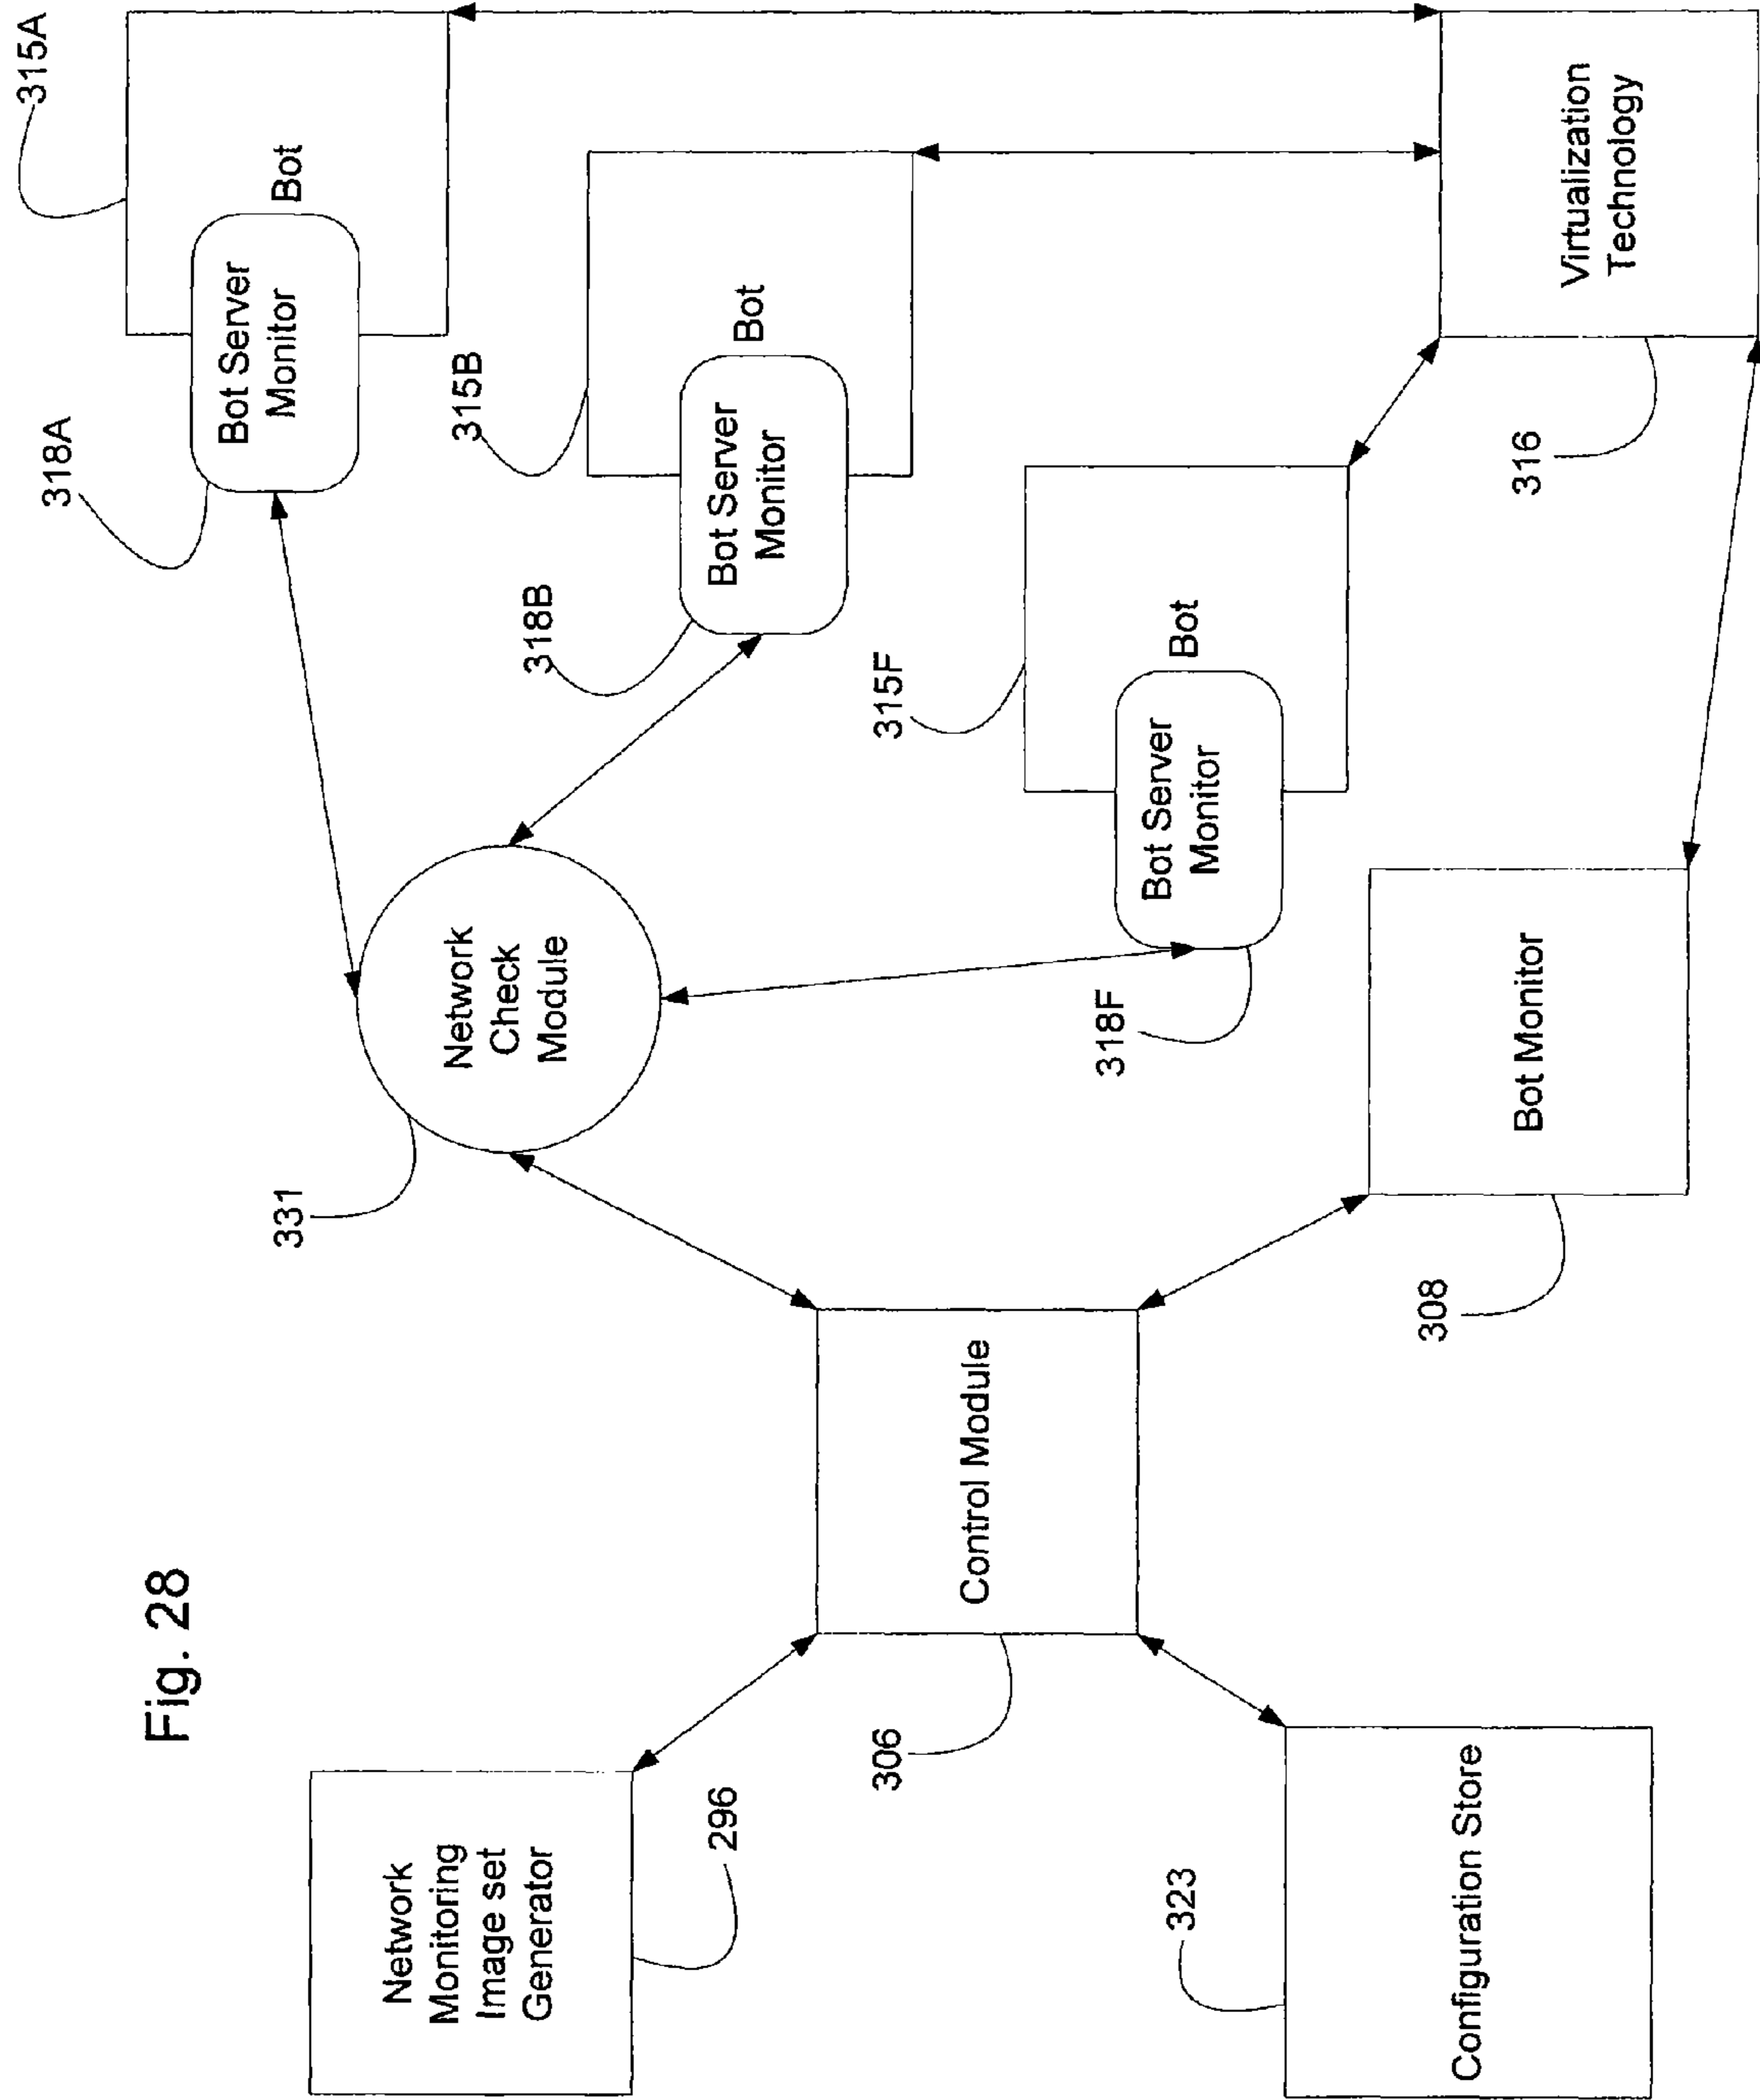 Fig. 28
Network
Monitoring
Image set
Generator
296
Configuration Store
323
Control Module
306
Network
Check
Module
331
Bot Monitor
308
Bot Server
Monitor
318A
Bot
315A
Bot Server
Monitor
318B
Bot
315B
Bot Server
Monitor
318F
Bot
315F
Virtualization
Technology
316